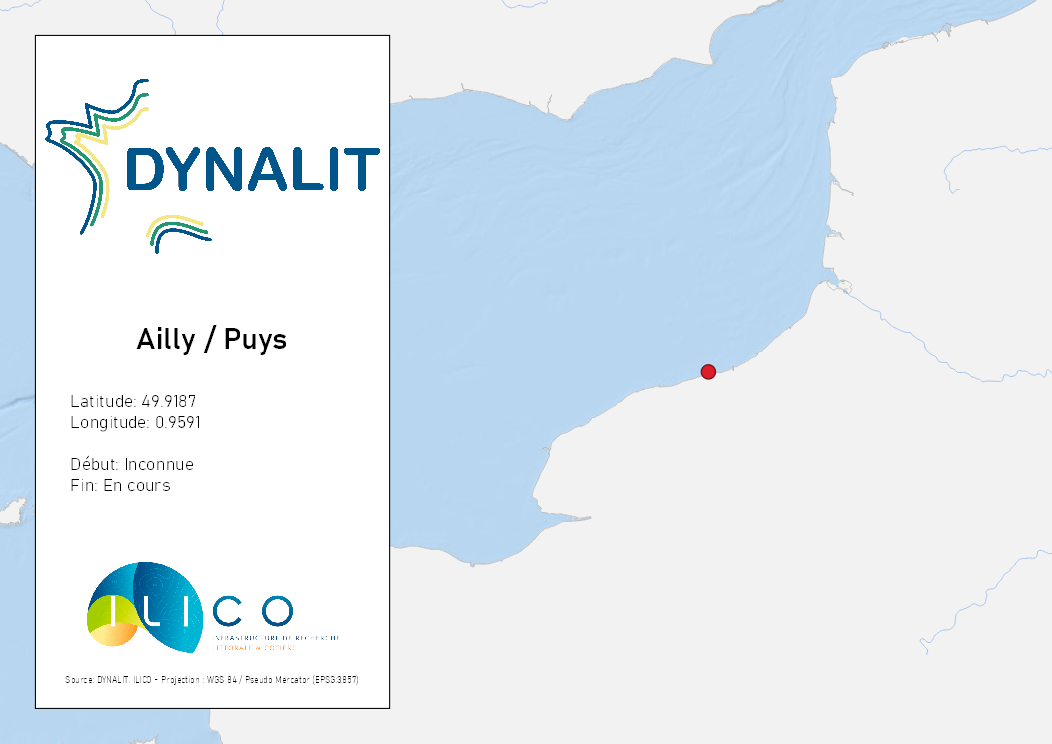 DYNALIT
Ailly / Puys
Latitude: 49.9187
Longitude: 0.9591
Début: Inconnue
Fin: En cours
ILICO
INFRASTRUCTURE DE RECHERCHE
LITTORALE & COTIERE
Source: DYNALIT, ILICO - Projection : WGS 84 / Pseudo Mercator (EPSG:3857)